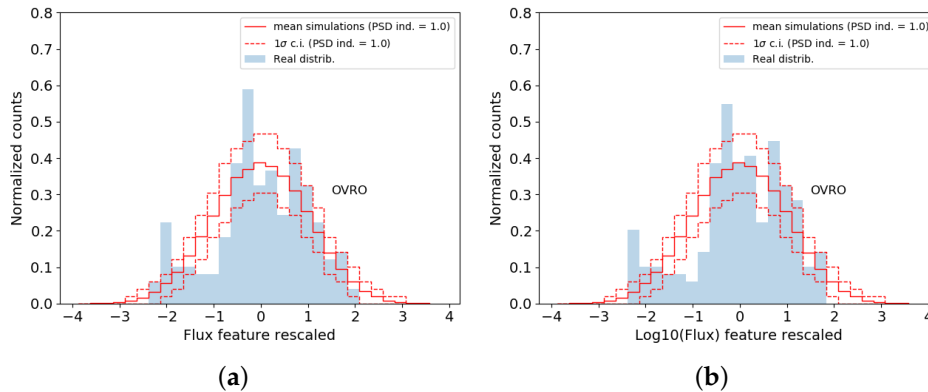 0.8
0.7
0.6
0.5
0.4
0.3
0.2
0.1
0.0
Normalized counts
mean simulations (PSD ind. = 1.0)
1σ c.i. (PSD ind. = 1.0)
Real distrib.
OVRO
−4 −3 −2 −1 0 1 2 3 4
Flux feature rescaled
(a)
0.8
0.7
0.6
0.5
0.4
0.3
0.2
0.1
0.0
Normalized counts
mean simulations (PSD ind. = 1.0)
1σ c.i. (PSD ind. = 1.0)
Real distrib.
OVRO
−4 −3 −2 −1 0 1 2 3 4
Log10(Flux) feature rescaled
(b)